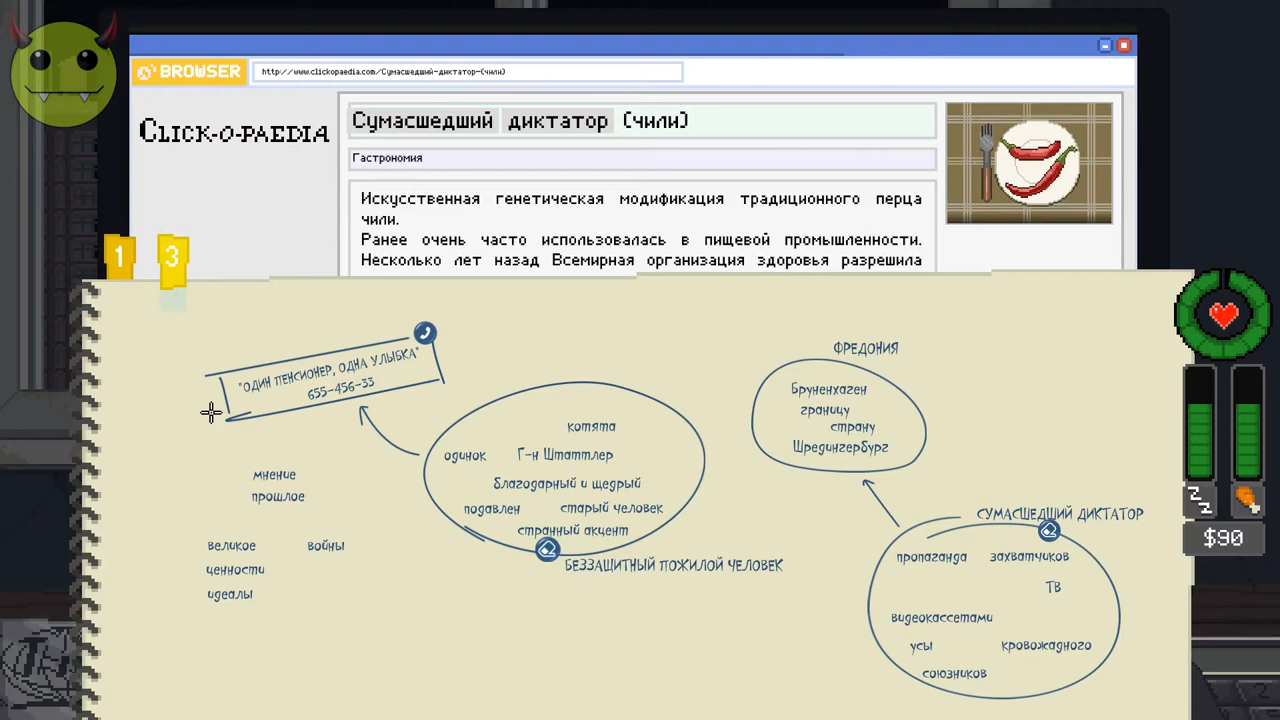 BROWSER
http://www.clickopaedia.com/Сумасшедший-диктатор-(чили)
CLICK-O-PAEDIA
Сумасшедший диктатор (чили)
Гастрономия
Искусственная генетическая модификация традиционного перца
чили.
Ранее очень часто использовалась в пищевой промышленности.
Несколько лет назад Всемирная организация здоровья разрешила
1 3
"ОДИН ПЕНСИОНЕР, ОДНА УЛЫБКА"
655-456-33
котята
одинок Г-н Штаттлер
благодарный и щедрый
подавлен старый человек
странный акцент
БЕЗЗАЩИТНЫЙ ПОЖИЛОЙ ЧЕЛОВЕК
мнение
прошлое
великое войны
ценности
идеалы
ФРЕДОНИЯ
Бруненхаген
границу
страну
Шредингербург
СУМАСШЕДШИЙ ДИКТАТОР
пропаганда захватчиков
ТВ
видеокассетами
усы кровожадного
союзников
$90